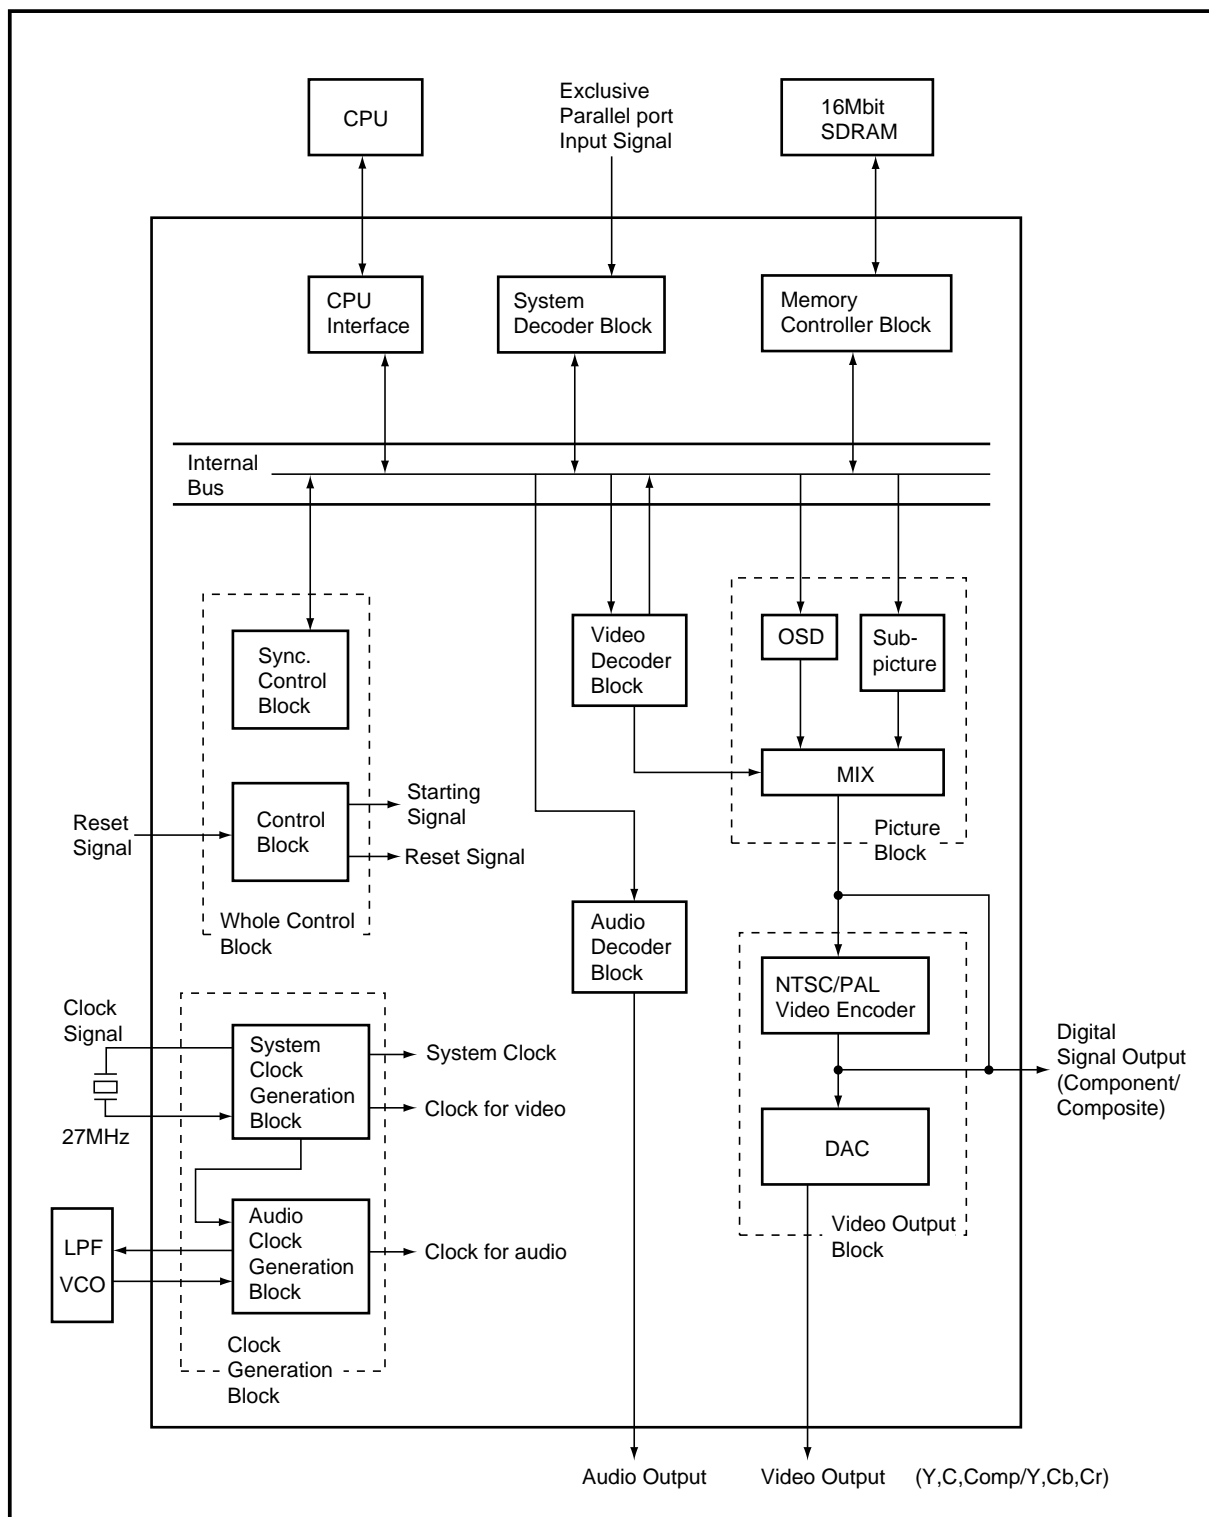 CPU
Exclusive
Parallel port
Input Signal
16Mbit
SDRAM
CPU
Interface
System
Decoder Block
Memory
Controller Block
Internal
Bus
Sync.
Control
Block
Video
Decoder
Block
OSD
Sub-
picture
MIX
Picture
Block
Reset
Signal
Control
Block
Starting
Signal
Reset Signal
Whole Control
Block
Audio
Decoder
Block
NTSC/PAL
Video Encoder
Clock
Signal
27MHz
System
Clock
Generation
Block
System Clock
Clock for video
Digital
Signal Output
(Component/
Composite)
DAC
Video Output
Block
LPF
VCO
Audio
Clock
Generation
Block
Clock for audio
Clock
Generation
Block
Audio Output
Video Output (Y,C,Comp/Y,Cb,Cr)